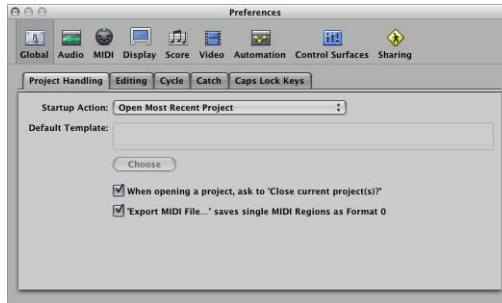 Preferences
Global Audio MIDI Display Score Video Automation Control Surfaces Sharing
Project Handling Editing Cycle Catch Caps Lock Keys
Startup Action: Open Most Recent Project
Default Template:
Choose
When opening a project, ask to 'Close current project(s)?'
'Export MIDI File...' saves single MIDI Regions as Format 0